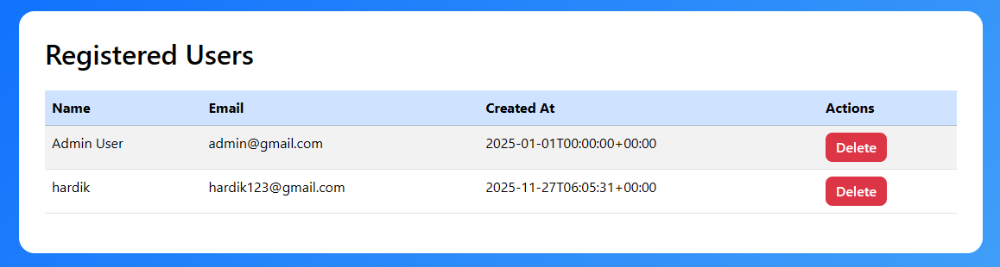 Registered Users
Name Email Created At Actions
Admin User admin@gmail.com 2025-01-01T00:00:00+00:00 Delete
hardik hardik123@gmail.com 2025-11-27T06:05:31+00:00 Delete